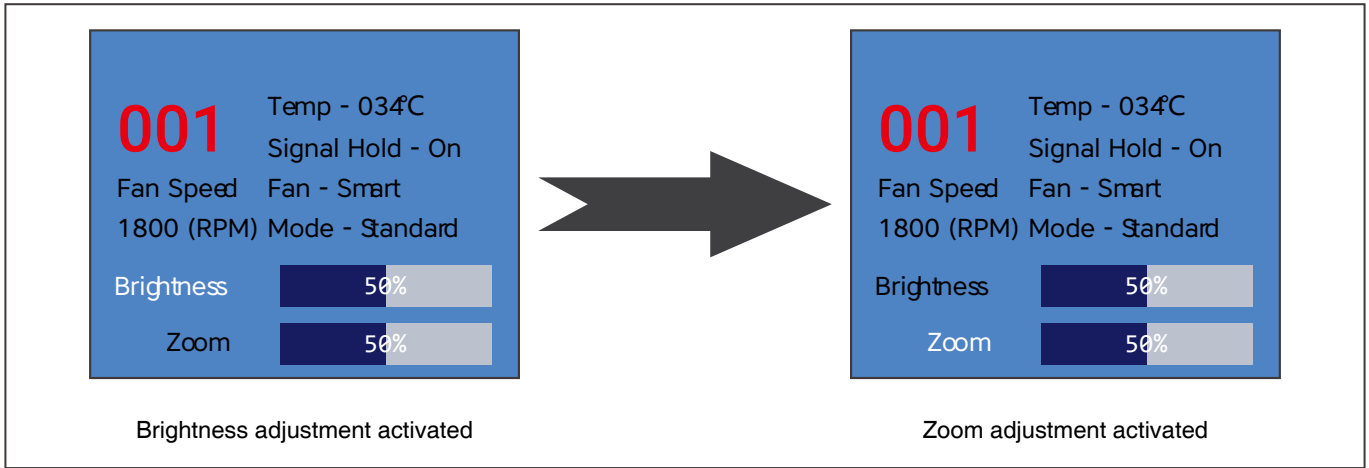 001
Temp - 034℃
Signal Hold - On
Fan Speed
Fan - Smart
1800 (RPM)
Mode - Standard
Brightness
50%
Zoom
50%
Brightness adjustment activated
001
Temp - 034℃
Signal Hold - On
Fan Speed
Fan - Smart
1800 (RPM)
Mode - Standard
Brightness
50%
Zoom
50%
Zoom adjustment activated